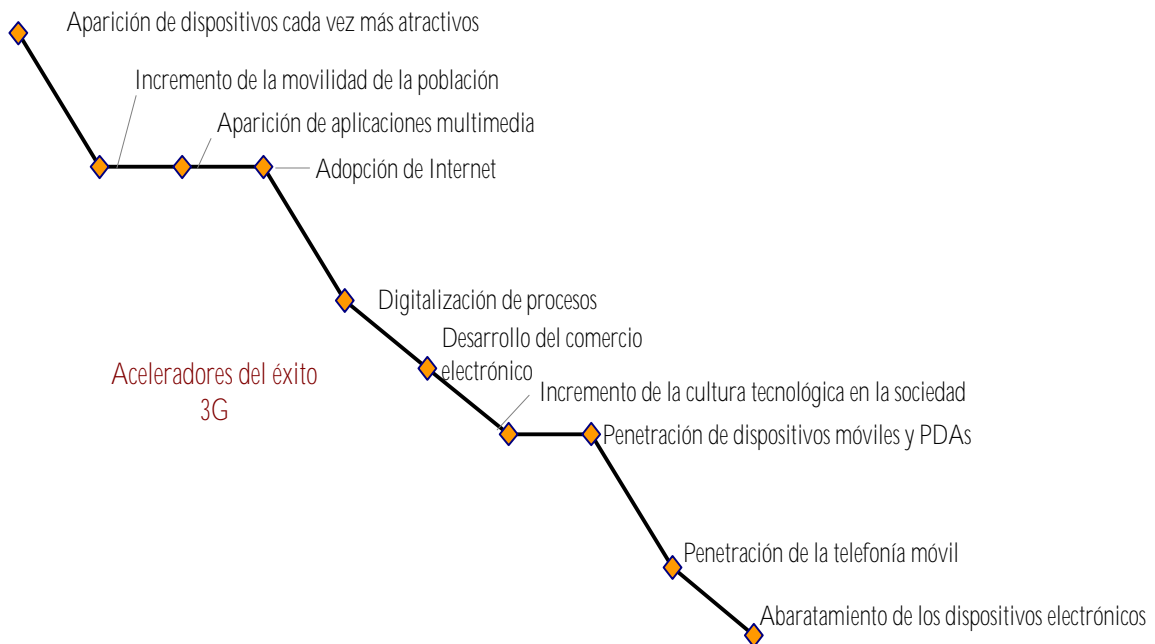 Aparición de dispositivos cada vez más atractivos
Incremento de la movilidad de la población
Aparición de aplicaciones multimedia
Adopción de Internet
Digitalización de procesos
Desarrollo del comercio
electrónico
Aceleradores del éxito
3G
Incremento de la cultura tecnológica en la sociedad
Penetración de dispositivos móviles y PDAs
Penetración de la telefonía móvil
Abaratamiento de los dispositivos electrónicos